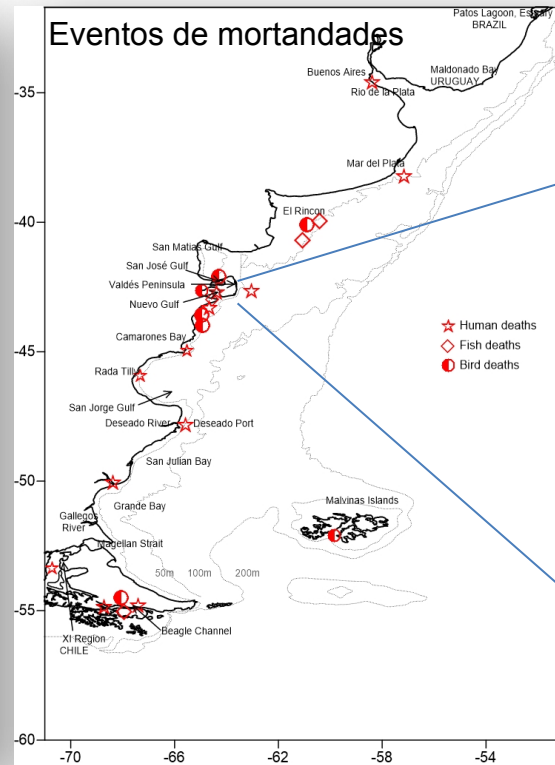 Eventos de mortandades
Patos Lagoon, Estuary
BRAZIL
Buenos Aires
Maldonado Bay
URUGUAY
Rio de la Plata
-35
Mar del Plata
El Rincon
-40
San Matias Gulf
San José Gulf
Valdés Peninsula
Nuevo Gulf
Human deaths
Fish deaths
Bird deaths
Camarones Bay
-45
Rada Tilly
San Jorge Gulf
Deseado River
Deseado Port
San Julian Bay
-50
Malvinas Islands
Grande Bay
Gallegos
River
Magellan Strait
50m 100m 200m
-55
Beagle Channel
XI Region
CHILE
-60
-70 -66 -62 -58 -54